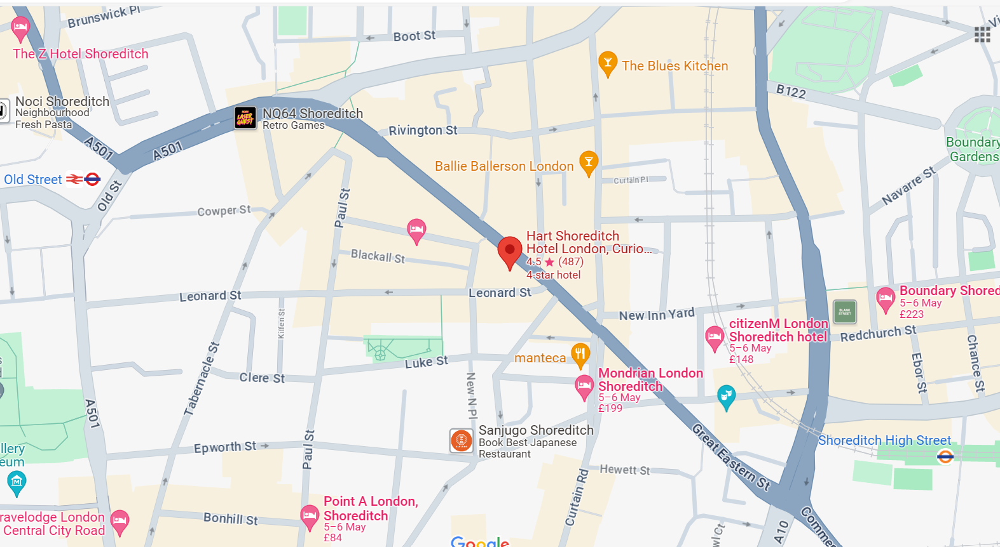 Brunswick Pl
Boot St
The Z Hotel Shoreditch
The Blues Kitchen
B122
Noci Shoreditch
Neighbourhood
Fresh Pasta
NQ64 Shoreditch
Retro Games
LASER
QUEST
Rivington St
A501
A501
Boundary
Gardens
Ballie Ballerson London
Old Street
Curtain Pl
Navarre St
Old St
Cowper St
Paul St
Hart Shoreditch
Hotel London, Curio...
4.5 (487)
4-star hotel
Blackall St
Leonard St
Leonard St
Boundary Shored
5–6 May
£223
New Inn Yard
BLANK
STREET
Kiffen St
citizenM London
Shoreditch hotel
5–6 May
£148
Redchurch St
Chance St
Ebor St
manteca
Luke St
Clere St
Tabernacle St
Mondrian London
Shoreditch
5–6 May
£199
New N Pl
A501
Sanjugo Shoreditch
Book Best Japanese
Restaurant
Great Eastern St
Shoreditch High Street
Epworth St
Paul St
llery
eum
Hewett St
Curtain Rd
Point A London,
Shoreditch
5–6 May
£84
ravelodge London
Central City Road
Bonhill St
A10
Commer
wl Ct
Google